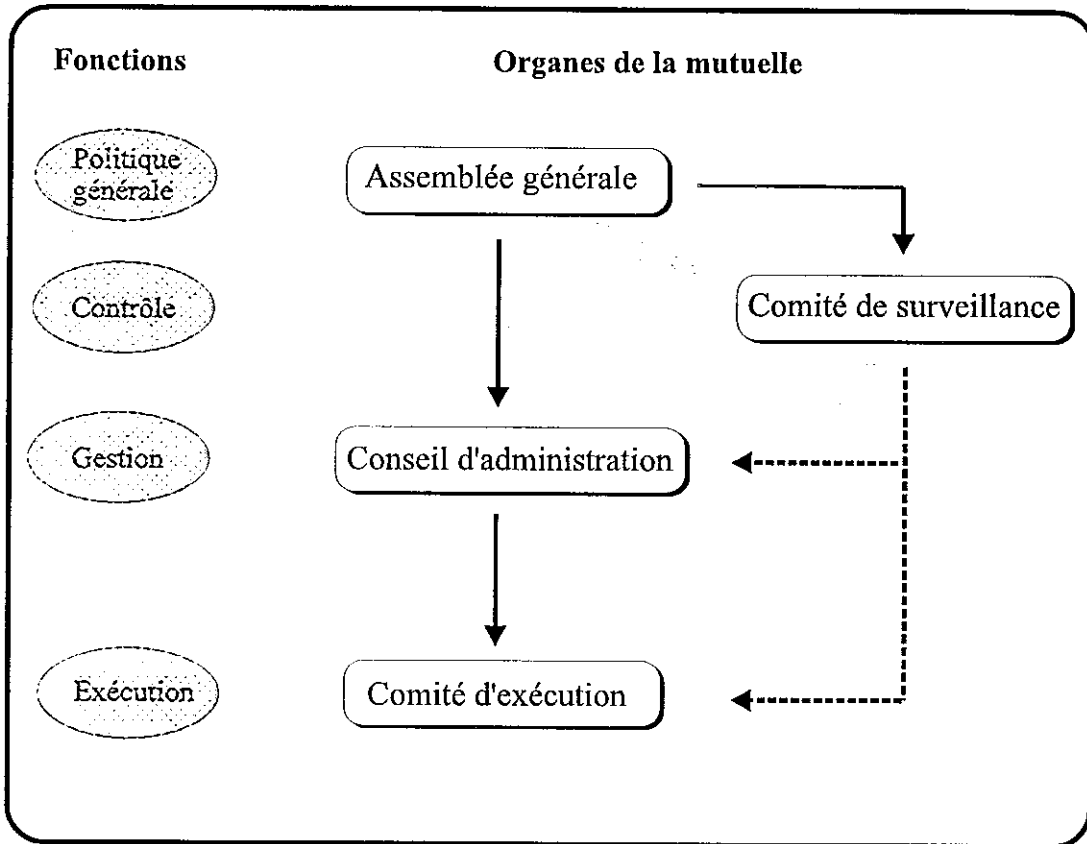 Fonctions
Organes de la mutuelle
Politique
générale
Assemblée générale
Contrôle
Comité de surveillance
Gestion
Conseil d'administration
Exécution
Comité d'exécution